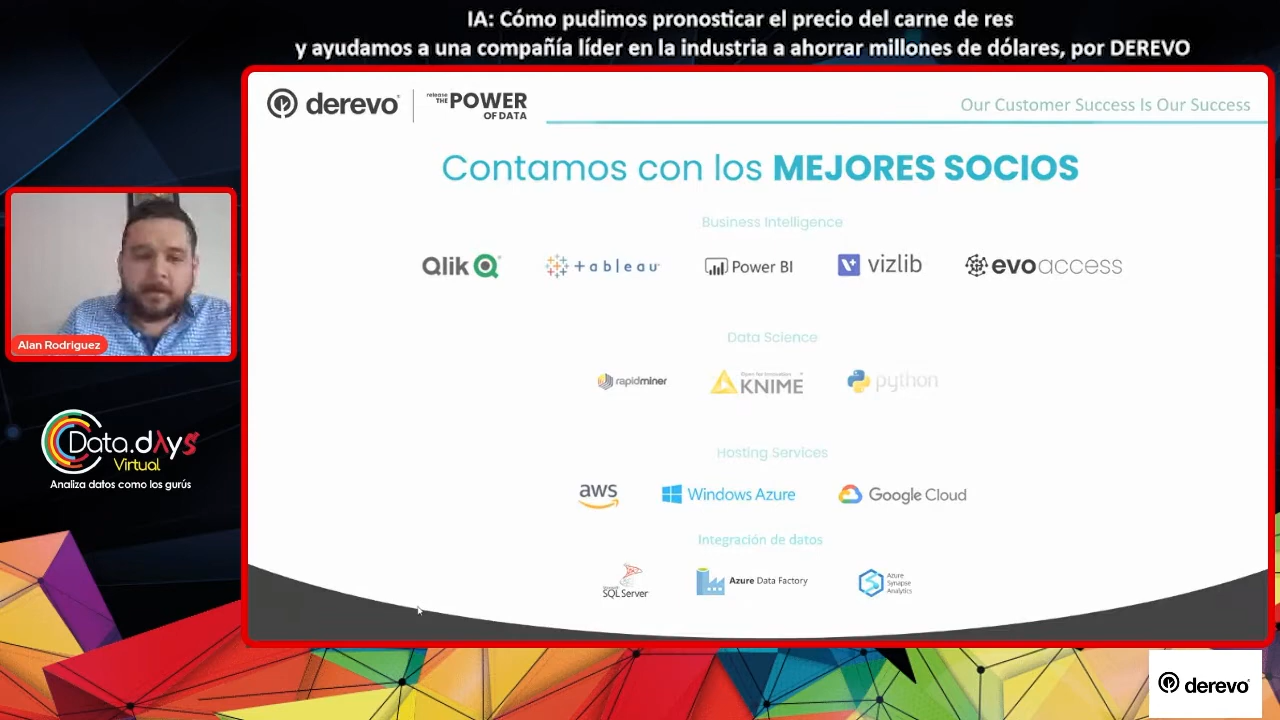 IA: Cómo pudimos pronosticar el precio del carne de res
y ayudamos a una compañía líder en la industria a ahorrar millones de dólares, por DEREVO
derevo
release
THE POWER
OF DATA
Our Customer Success Is Our Success
Contamos con los MEJORES SOCIOS
Business Intelligence
Qlik
+ableau
Power BI
vizlib
evoaccess
Data Science
rapidminer
Open for Innovation
KNIME
python
Hosting Services
aws
Windows Azure
Google Cloud
Integración de datos
SQL Server
Azure Data Factory
Azure
Synapse
Analytics
Alan Rodriguez
Data.dAys
Virtual
Analiza datos como los gurús
derevo